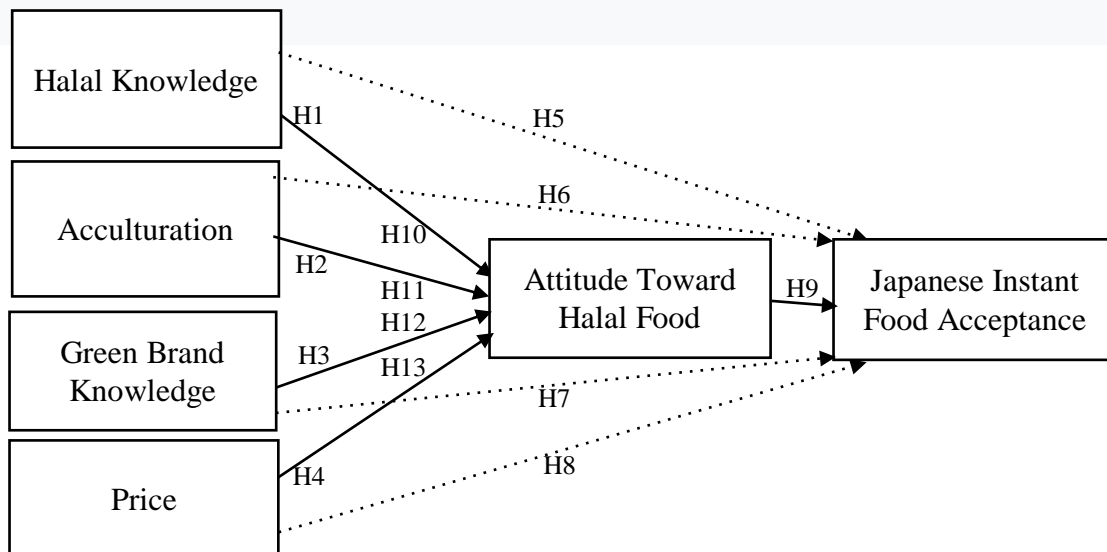 Halal Knowledge
H1
H5
Acculturation
H6
H10
H2
H11
Attitude Toward
Halal Food
H9
Japanese Instant
Food Acceptance
Green Brand
Knowledge
H12
H3
H13
H7
Price
H4
H8